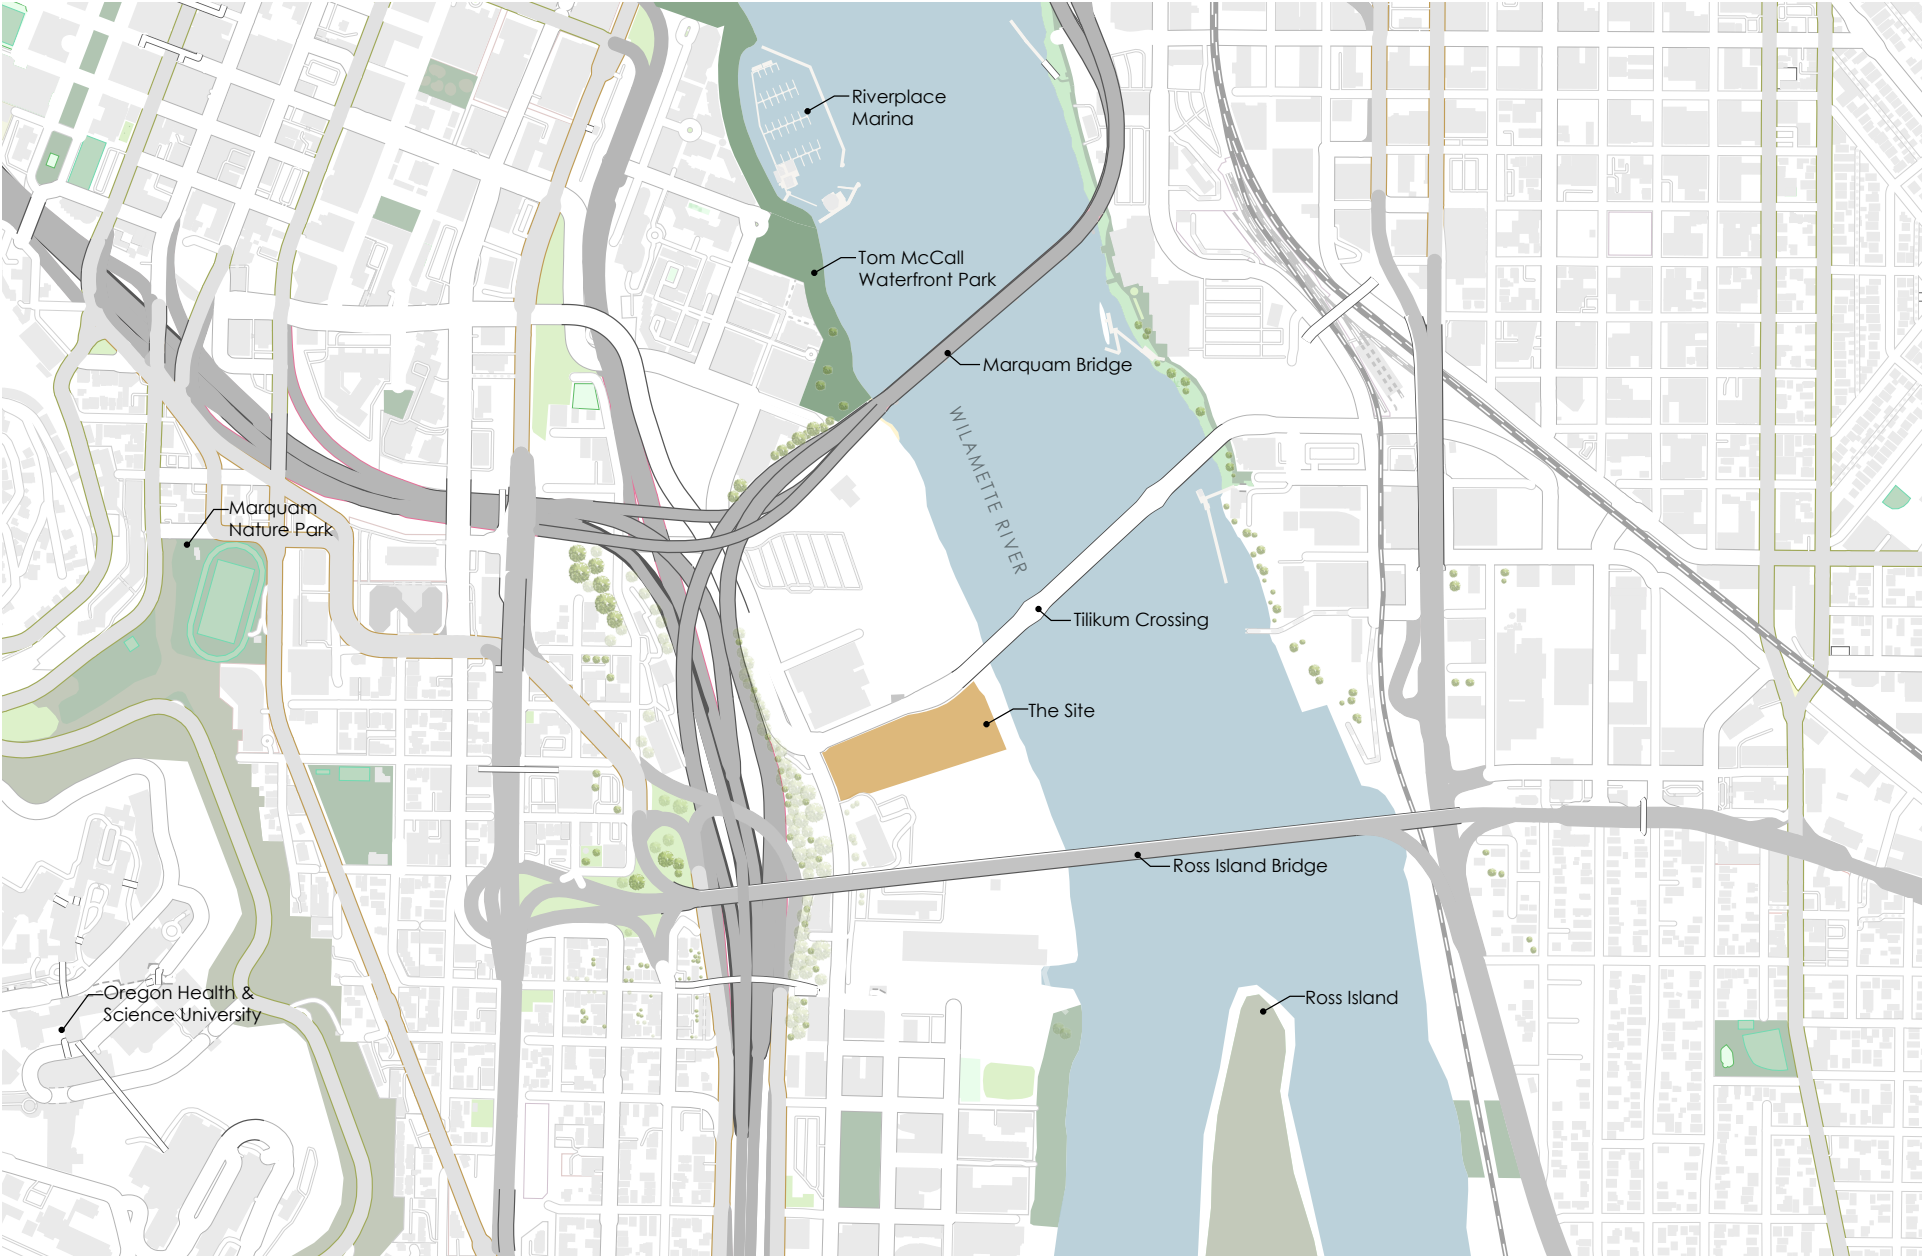 Riverplace
Marina
Tom McCall
Waterfront Park
Marquam Bridge
WILAMETTE RIVER
Marquam
Nature Park
Tilikum Crossing
The Site
Ross Island Bridge
Oregon Health &
Science University
Ross Island